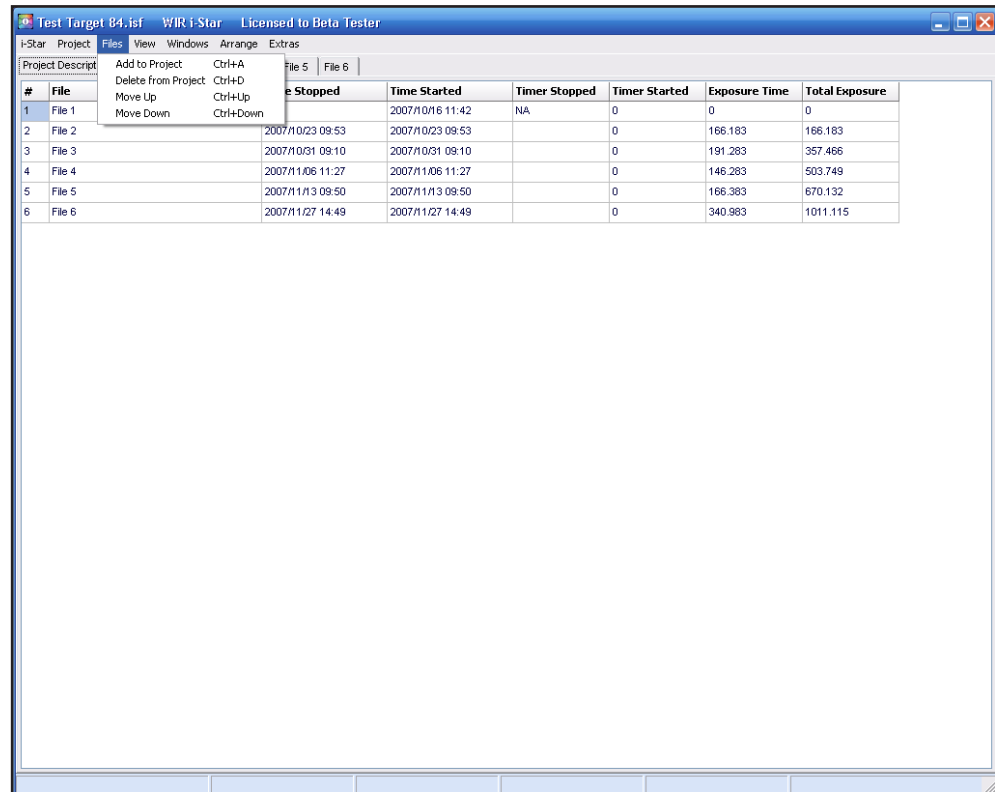 Test Target 84.isf WIR i-Star Licensed to Beta Tester
i-Star Project Files View Windows Arrange Extras
Project Descript File 5 File 6
Add to Project Ctrl+A
Delete from Project Ctrl+D
Move Up Ctrl+Up
Move Down Ctrl+Down
# File e Stopped Time Started Timer Stopped Timer Started Exposure Time Total Exposure
1 File 1 2007/10/16 11:42 NA 0 0 0
2 File 2 2007/10/23 09:53 2007/10/23 09:53 0 166.183 166.183
3 File 3 2007/10/31 09:10 2007/10/31 09:10 0 191.283 357.466
4 File 4 2007/11/06 11:27 2007/11/06 11:27 0 146.283 503.749
5 File 5 2007/11/13 09:50 2007/11/13 09:50 0 166.383 670.132
6 File 6 2007/11/27 14:49 2007/11/27 14:49 0 340.983 1011.115